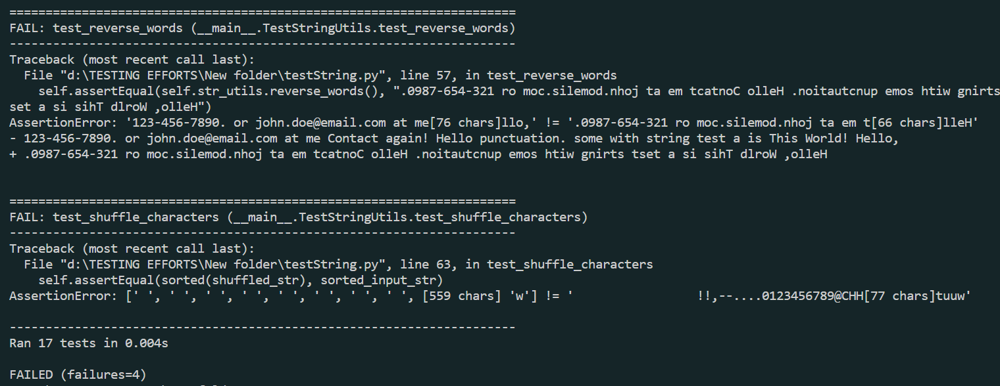 ======================================================================
FAIL: test_reverse_words (__main__.TestStringUtils.test_reverse_words)
----------------------------------------------------------------------
Traceback (most recent call last):
  File "d:\TESTING EFFORTS\New folder\testString.py", line 57, in test_reverse_words
    self.assertEqual(self.str_utils.reverse_words(), ".0987-654-321 ro moc.silemod.nhoj ta em tcatnoC olleH .noitautcnup emos htiw gnirts
set a si sihT dlroW ,olleH")
AssertionError: '123-456-7890. or john.doe@email.com at me[76 chars]llo,' != '.0987-654-321 ro moc.silemod.nhoj ta em t[66 chars]lleH'
- 123-456-7890. or john.doe@email.com at me Contact again! Hello punctuation. some with string test a is This World! Hello,
+ .0987-654-321 ro moc.silemod.nhoj ta em tcatnoC olleH .noitautcnup emos htiw gnirts tset a si sihT dlroW ,olleH
======================================================================
FAIL: test_shuffle_characters (__main__.TestStringUtils.test_shuffle_characters)
----------------------------------------------------------------------
Traceback (most recent call last):
  File "d:\TESTING EFFORTS\New folder\testString.py", line 63, in test_shuffle_characters
    self.assertEqual(sorted(shuffled_str), sorted_input_str)
AssertionError: [' ', ' ', ' ', ' ', ' ', ' ', ' ', ' ', [559 chars] 'w'] != '                 !!,--....0123456789@CHH[77 chars]tuuw'
----------------------------------------------------------------------
Ran 17 tests in 0.004s
FAILED (failures=4)